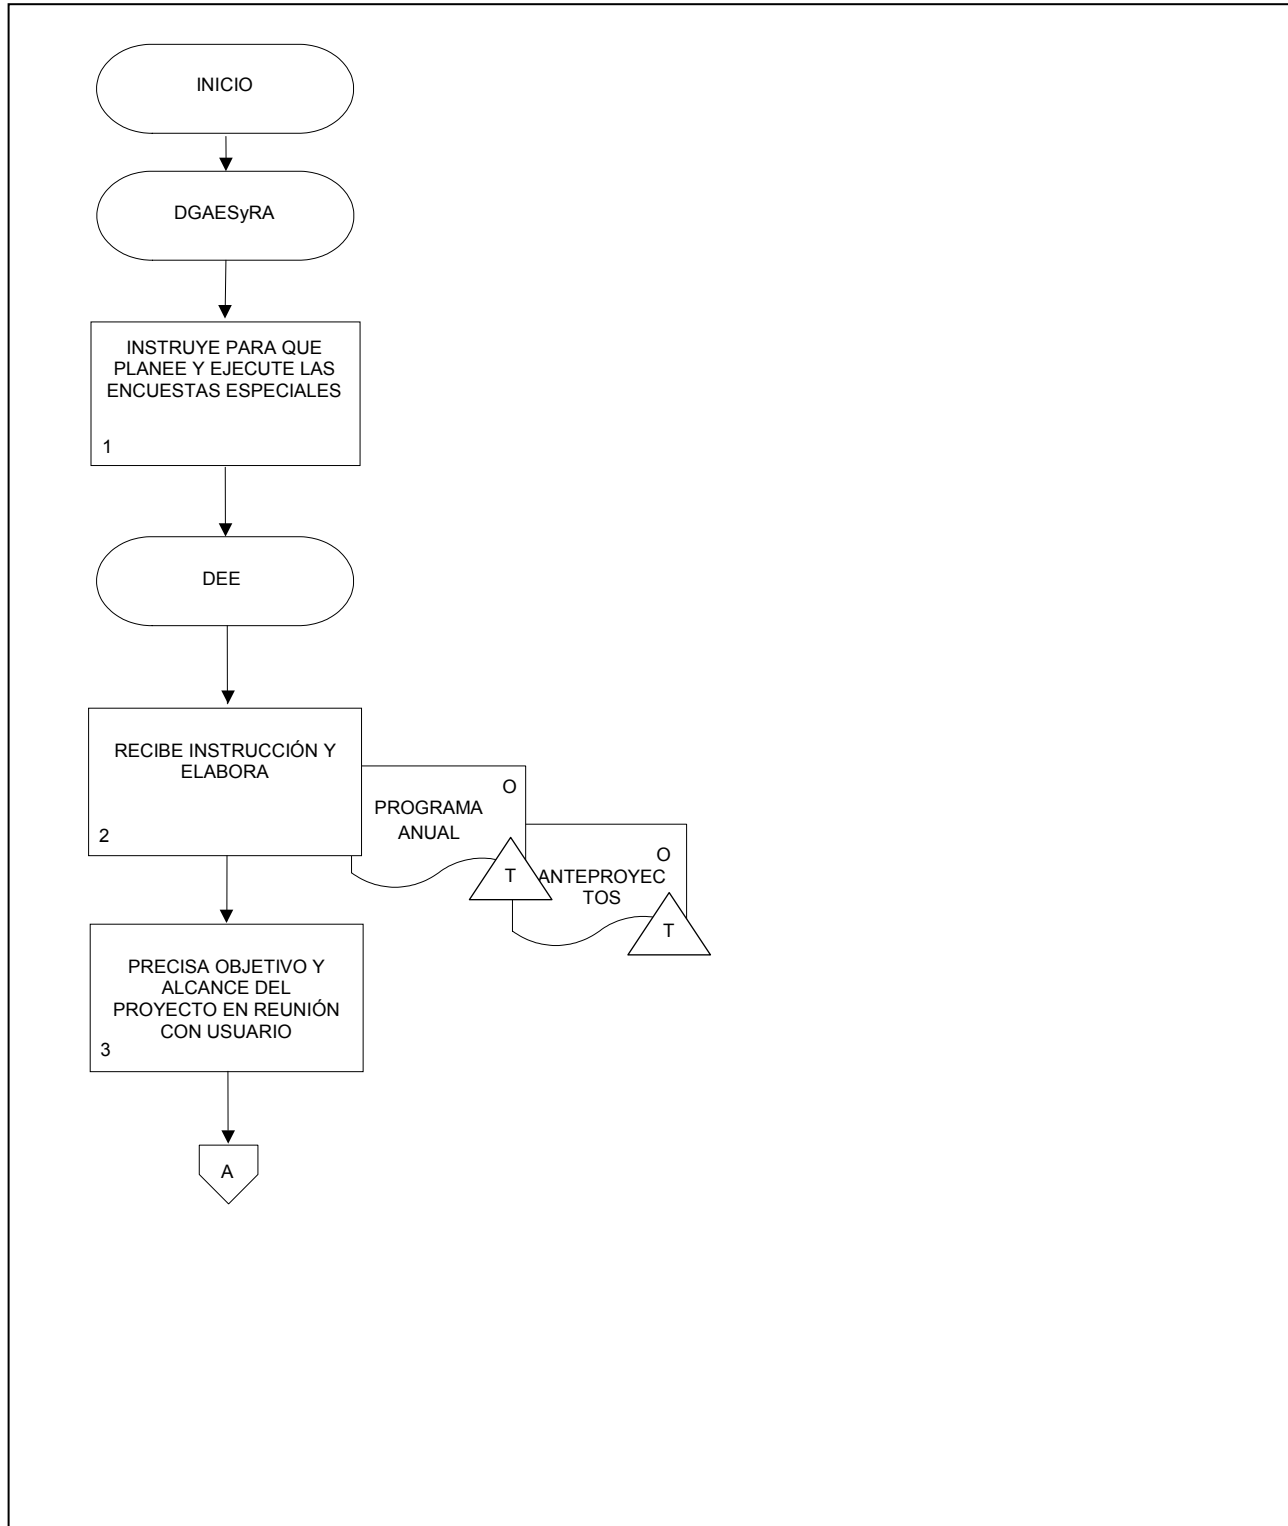 INICIO
DGAESyRA
INSTRUYE PARA QUE
PLANEE Y EJECUTE LAS
ENCUESTAS ESPECIALES
1
DEE
RECIBE INSTRUCCIÓN Y
ELABORA
2
O
PROGRAMA
ANUAL
T
O
ANTEPROYEC
TOS
T
PRECISA OBJETIVO Y
ALCANCE DEL
PROYECTO EN REUNIÓN
CON USUARIO
3
A